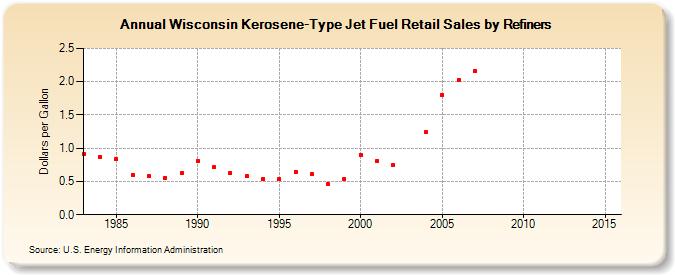 Annual Wisconsin Kerosene-Type Jet Fuel Retail Sales by Refiners
Dollars per Gallon
2.5
2.0
1.5
1.0
0.5
0.0
1985 1990 1995 2000 2005 2010 2015
Source: U.S. Energy Information Administration